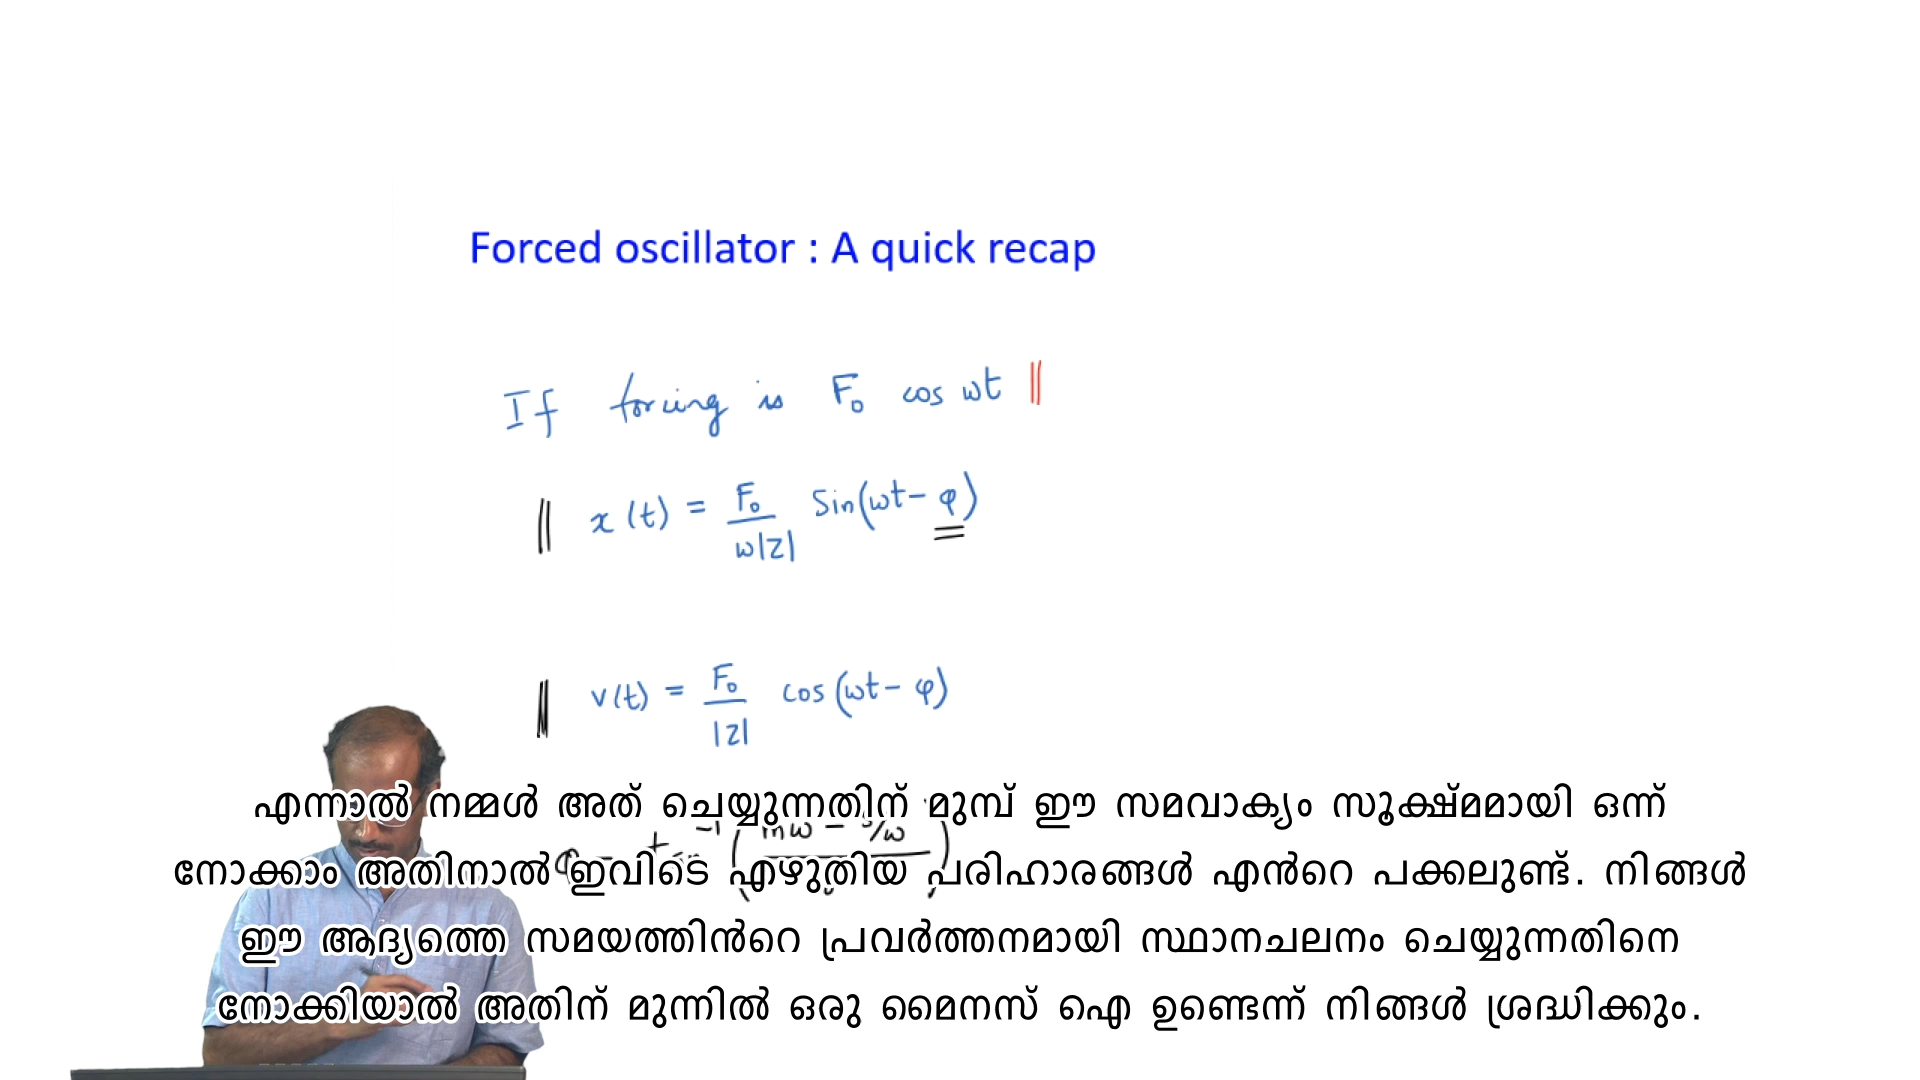 Forced oscillator : A quick recap
If forcing is F₀ cos ωt ||
|| x(t) = F₀/ω|z| Sin(ωt - φ)
|| v(t) = F₀/|z| cos(ωt - φ)
എന്നാൽ നമ്മൾ അത് ചെയ്യുന്നതിന് മുമ്പ് ഈ സമവാക്യം സൂക്ഷ്മമായി ഒന്ന്
നോക്കാം അതിനാൽ ഇവിടെ എഴുതിയ പരിഹാരങ്ങൾ എൻറെ പക്കലുണ്ട്. നിങ്ങൾ
ഈ ആദ്യത്തെ സമയത്തിൻറെ പ്രവർത്തനമായി സ്ഥാനചലനം ചെയ്യുന്നതിനെ
നോക്കിയാൽ അതിന് മുന്നിൽ ഒരു മൈനസ് ഐ ഉണ്ടെന്ന് നിങ്ങൾ ശ്രദ്ധിക്കും.